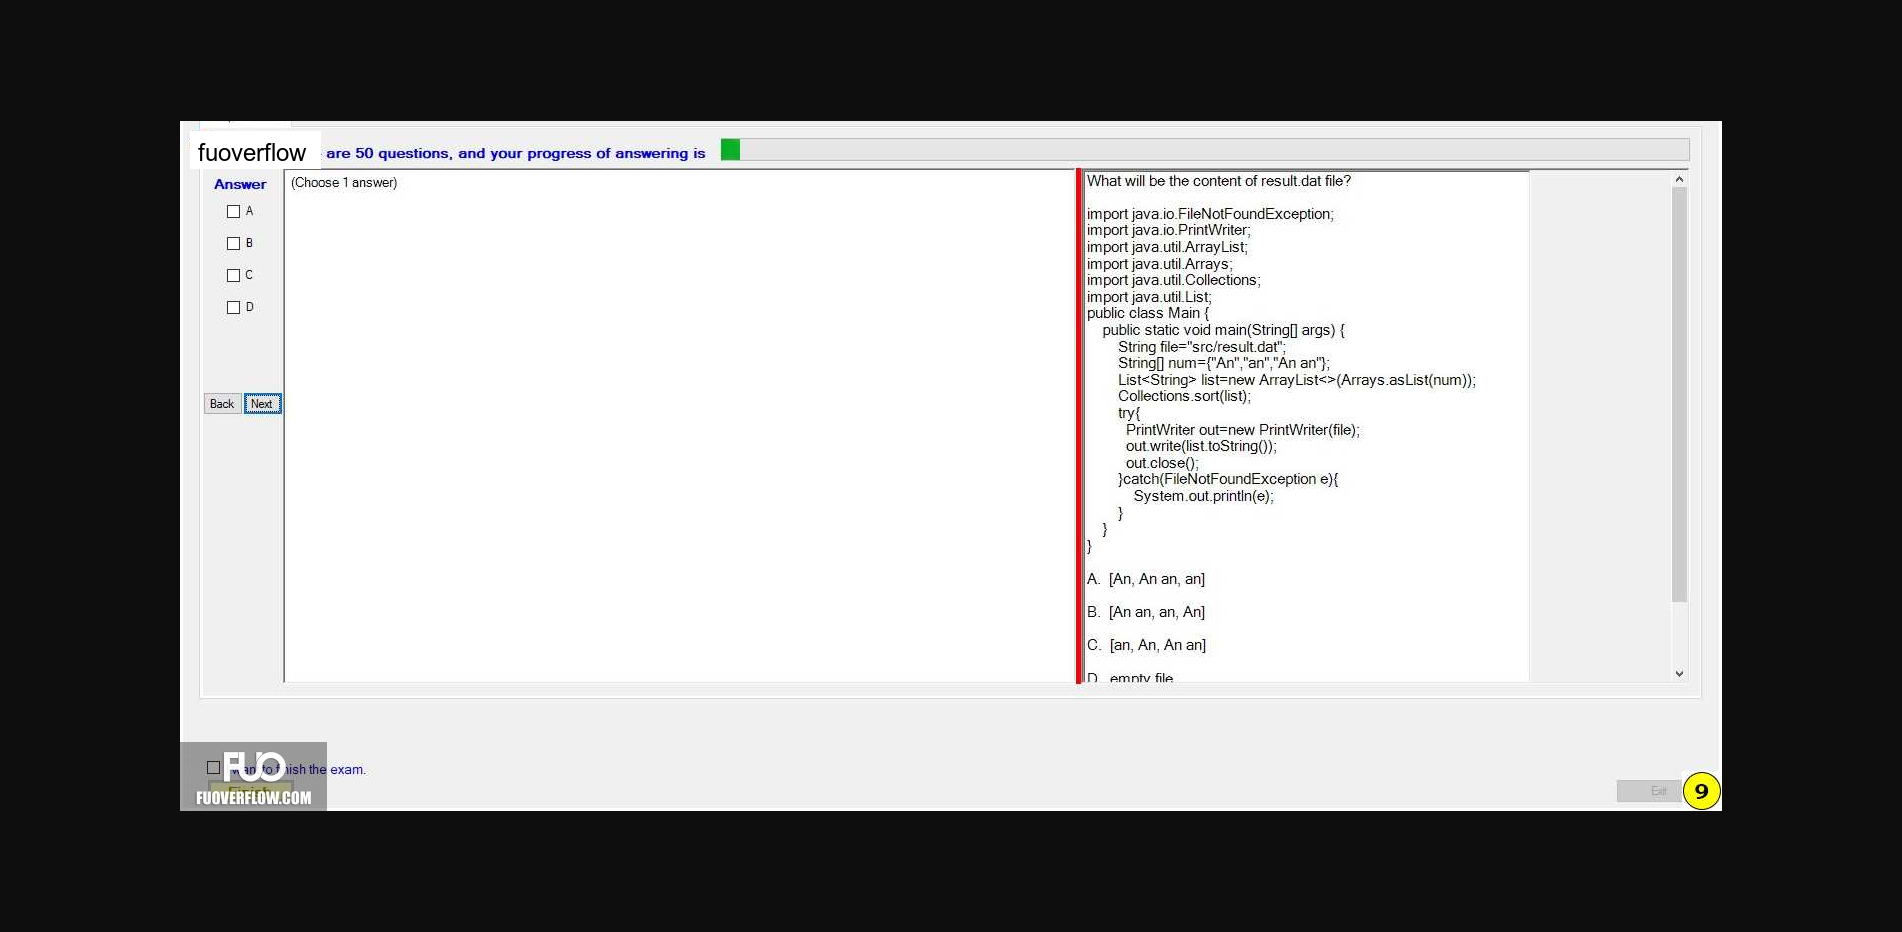 fuoverflow
are 50 questions, and your progress of answering is
Answer
(Choose 1 answer)
A
B
C
D
Back
Next
What will be the content of result.dat file?
import java.io.FileNotFoundException;
import java.io.PrintWriter;
import java.util.ArrayList;
import java.util.Arrays;
import java.util.Collections;
import java.util.List;
public class Main {
public static void main(String[] args) {
String file="src/result.dat";
String[] num={"An","an","An an"};
List<String> list=new ArrayList<>(Arrays.asList(num));
Collections.sort(list);
try{
PrintWriter out=new PrintWriter(file);
out.write(list.toString());
out.close();
}catch(FileNotFoundException e){
System.out.println(e);
}
}
}
A. [An, An an, an]
B. [An an, an, An]
C. [an, An, An an]
D. empty file
to finish the exam.
FUO
Finish
FUOVERFLOW.COM
Exit
9